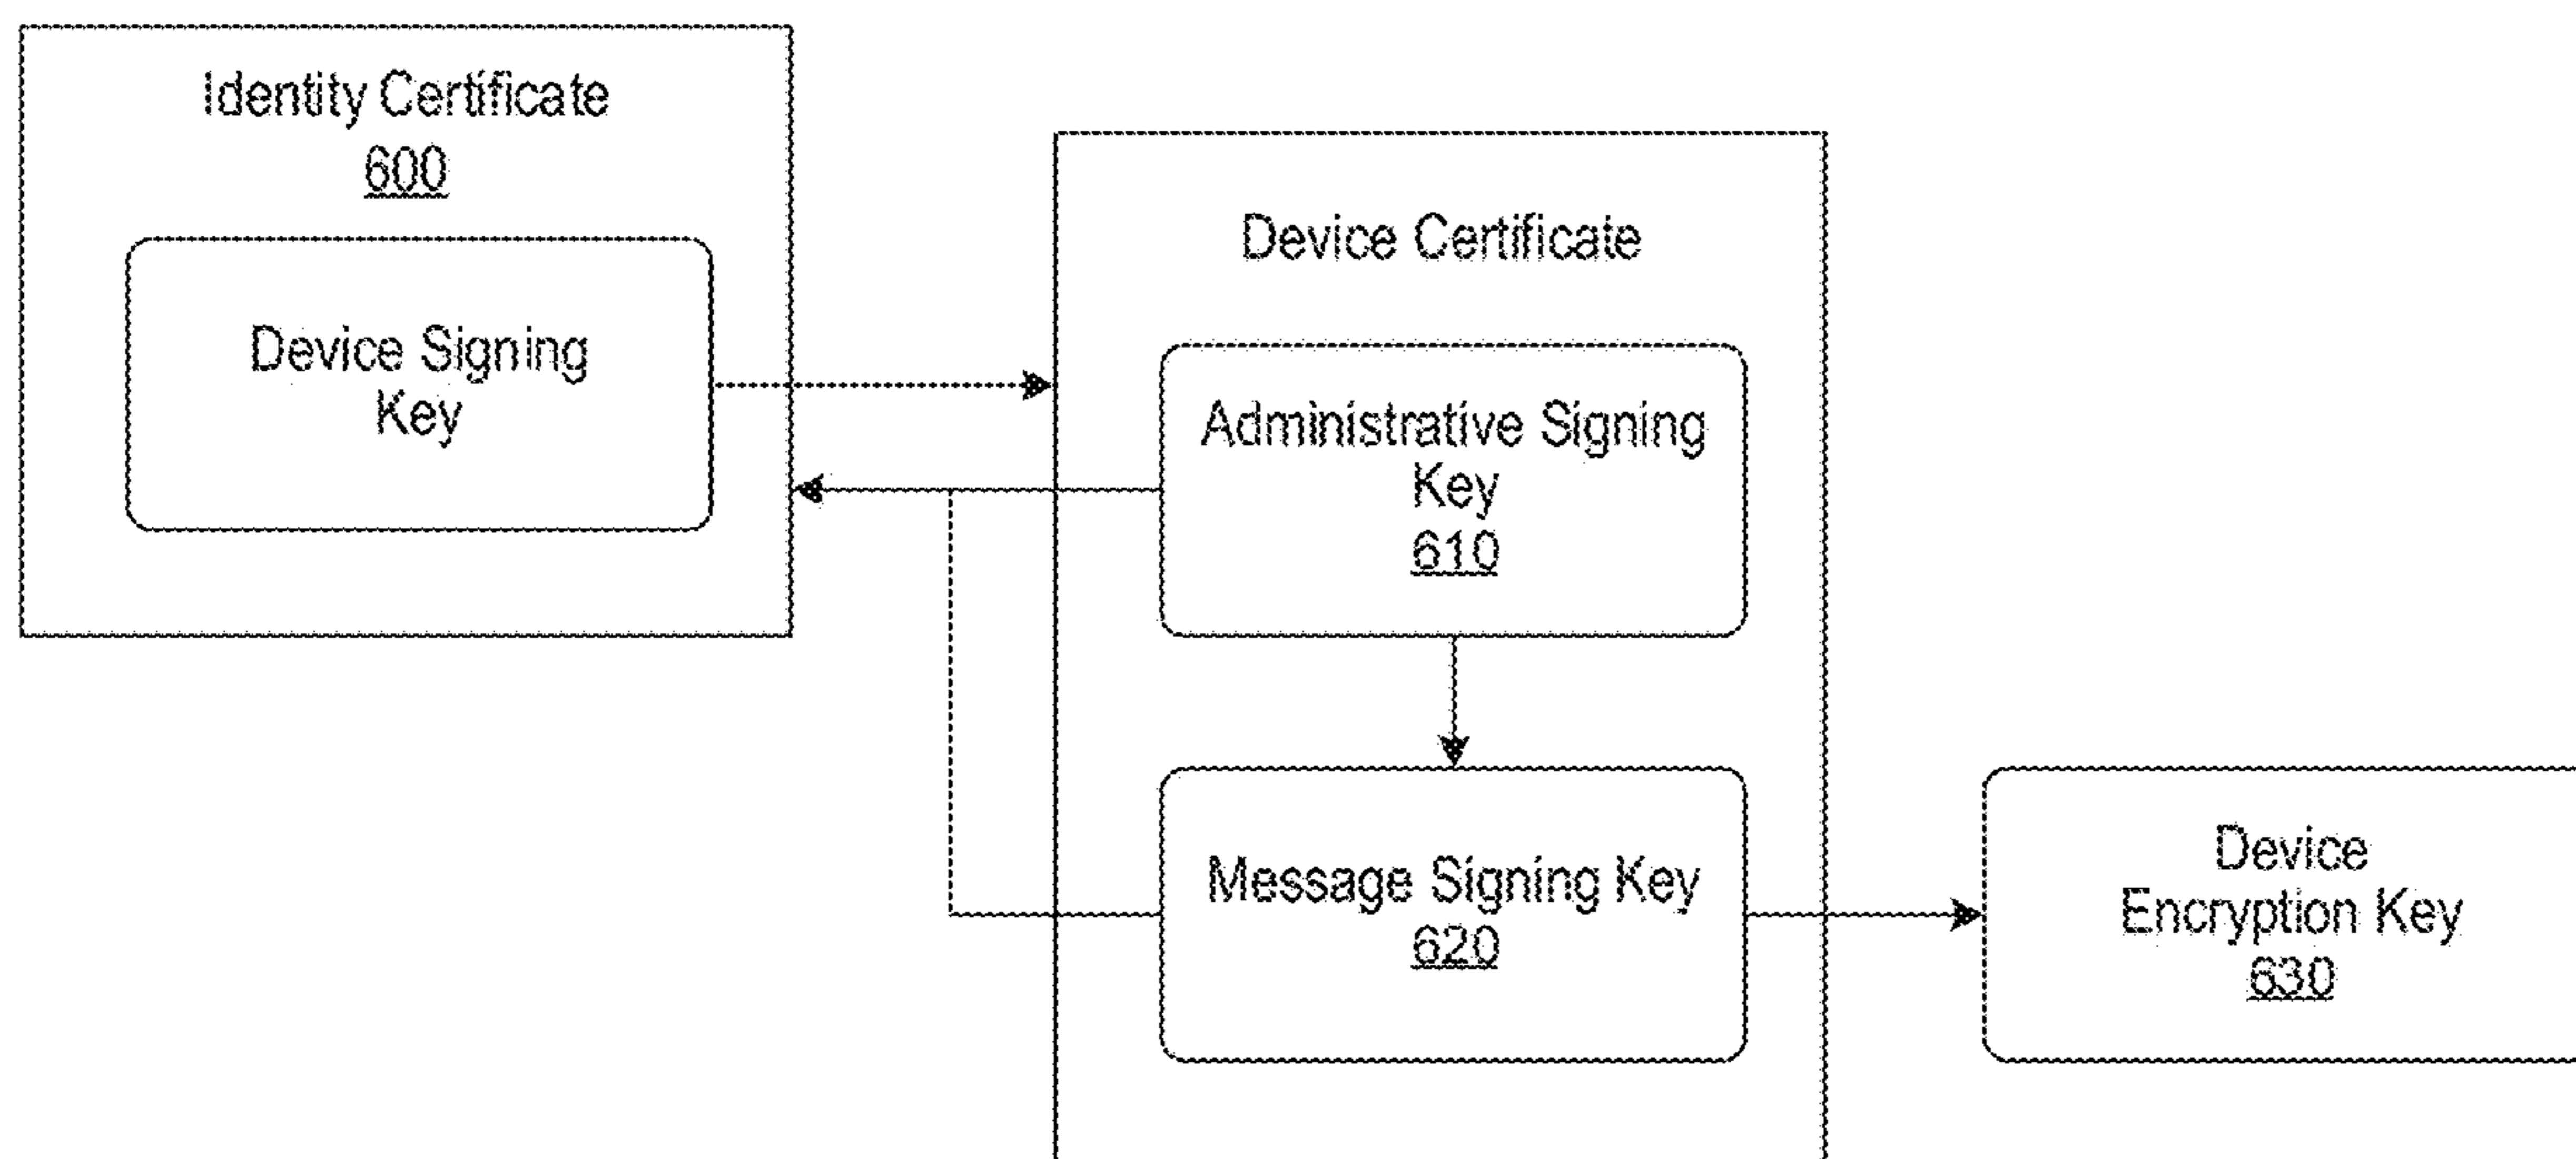 Identity Certificate
600
Device Signing
Key
Device Certificate
Administrative Signing
Key
610
Message Signing Key
620
Device
Encryption Key
630